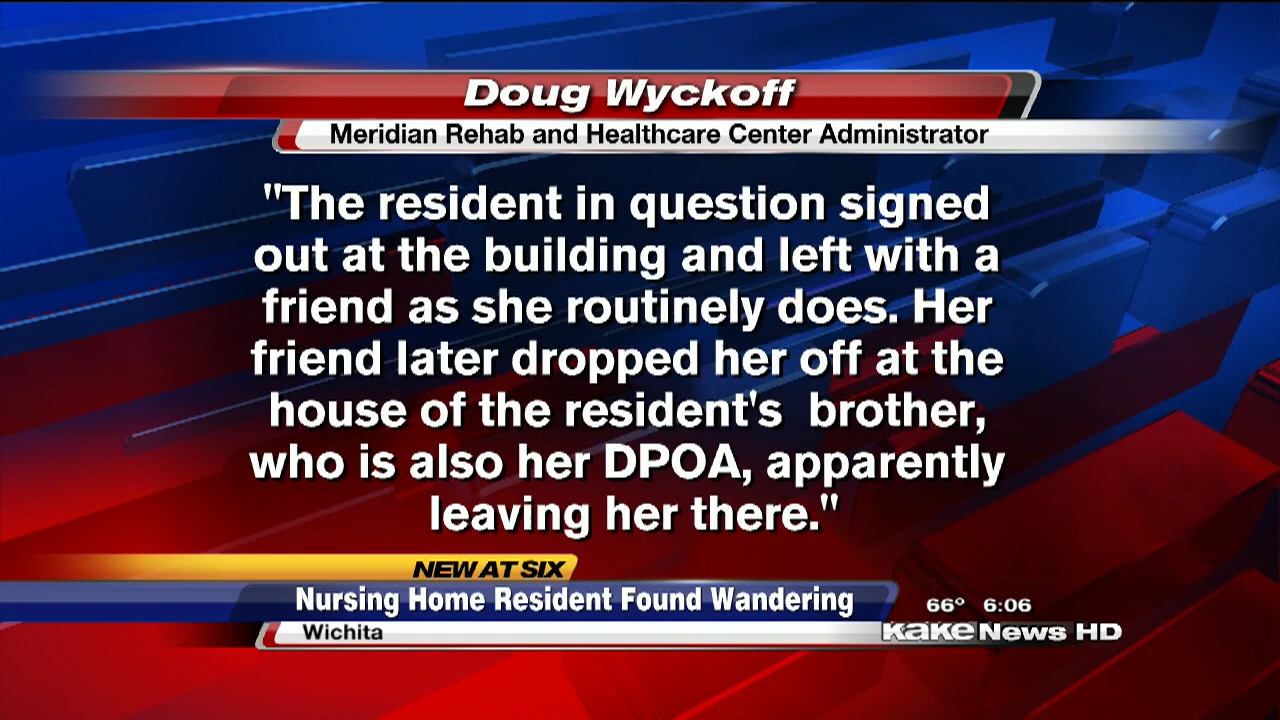 Doug Wyckoff
Meridian Rehab and Healthcare Center Administrator
"The resident in question signed
out at the building and left with a
friend as she routinely does. Her
friend later dropped her off at the
house of the resident's  brother,
who is also her DPOA, apparently
leaving her there."
NEW AT SIX
Nursing Home Resident Found Wandering
66° 6:06
Wichita
KAKE News HD